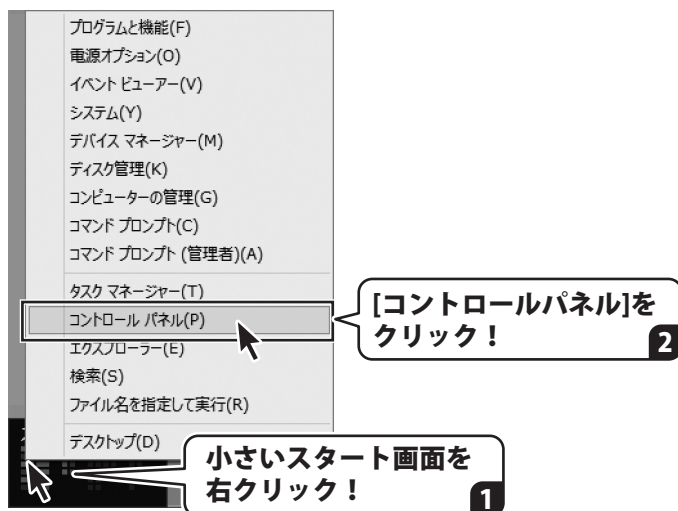 プログラムと機能(F)
電源オプション(O)
イベント ビューアー(V)
システム(Y)
デバイス マネージャー(M)
ディスク管理(K)
コンピューターの管理(G)
コマンド プロンプト(C)
コマンド プロンプト (管理者)(A)
タスク マネージャー(T)
コントロール パネル(P)
エクスプローラー(E)
検索(S)
ファイル名を指定して実行(R)
デスクトップ(D)
[コントロールパネル]を
クリック！
2
小さいスタート画面を
右クリック！
1